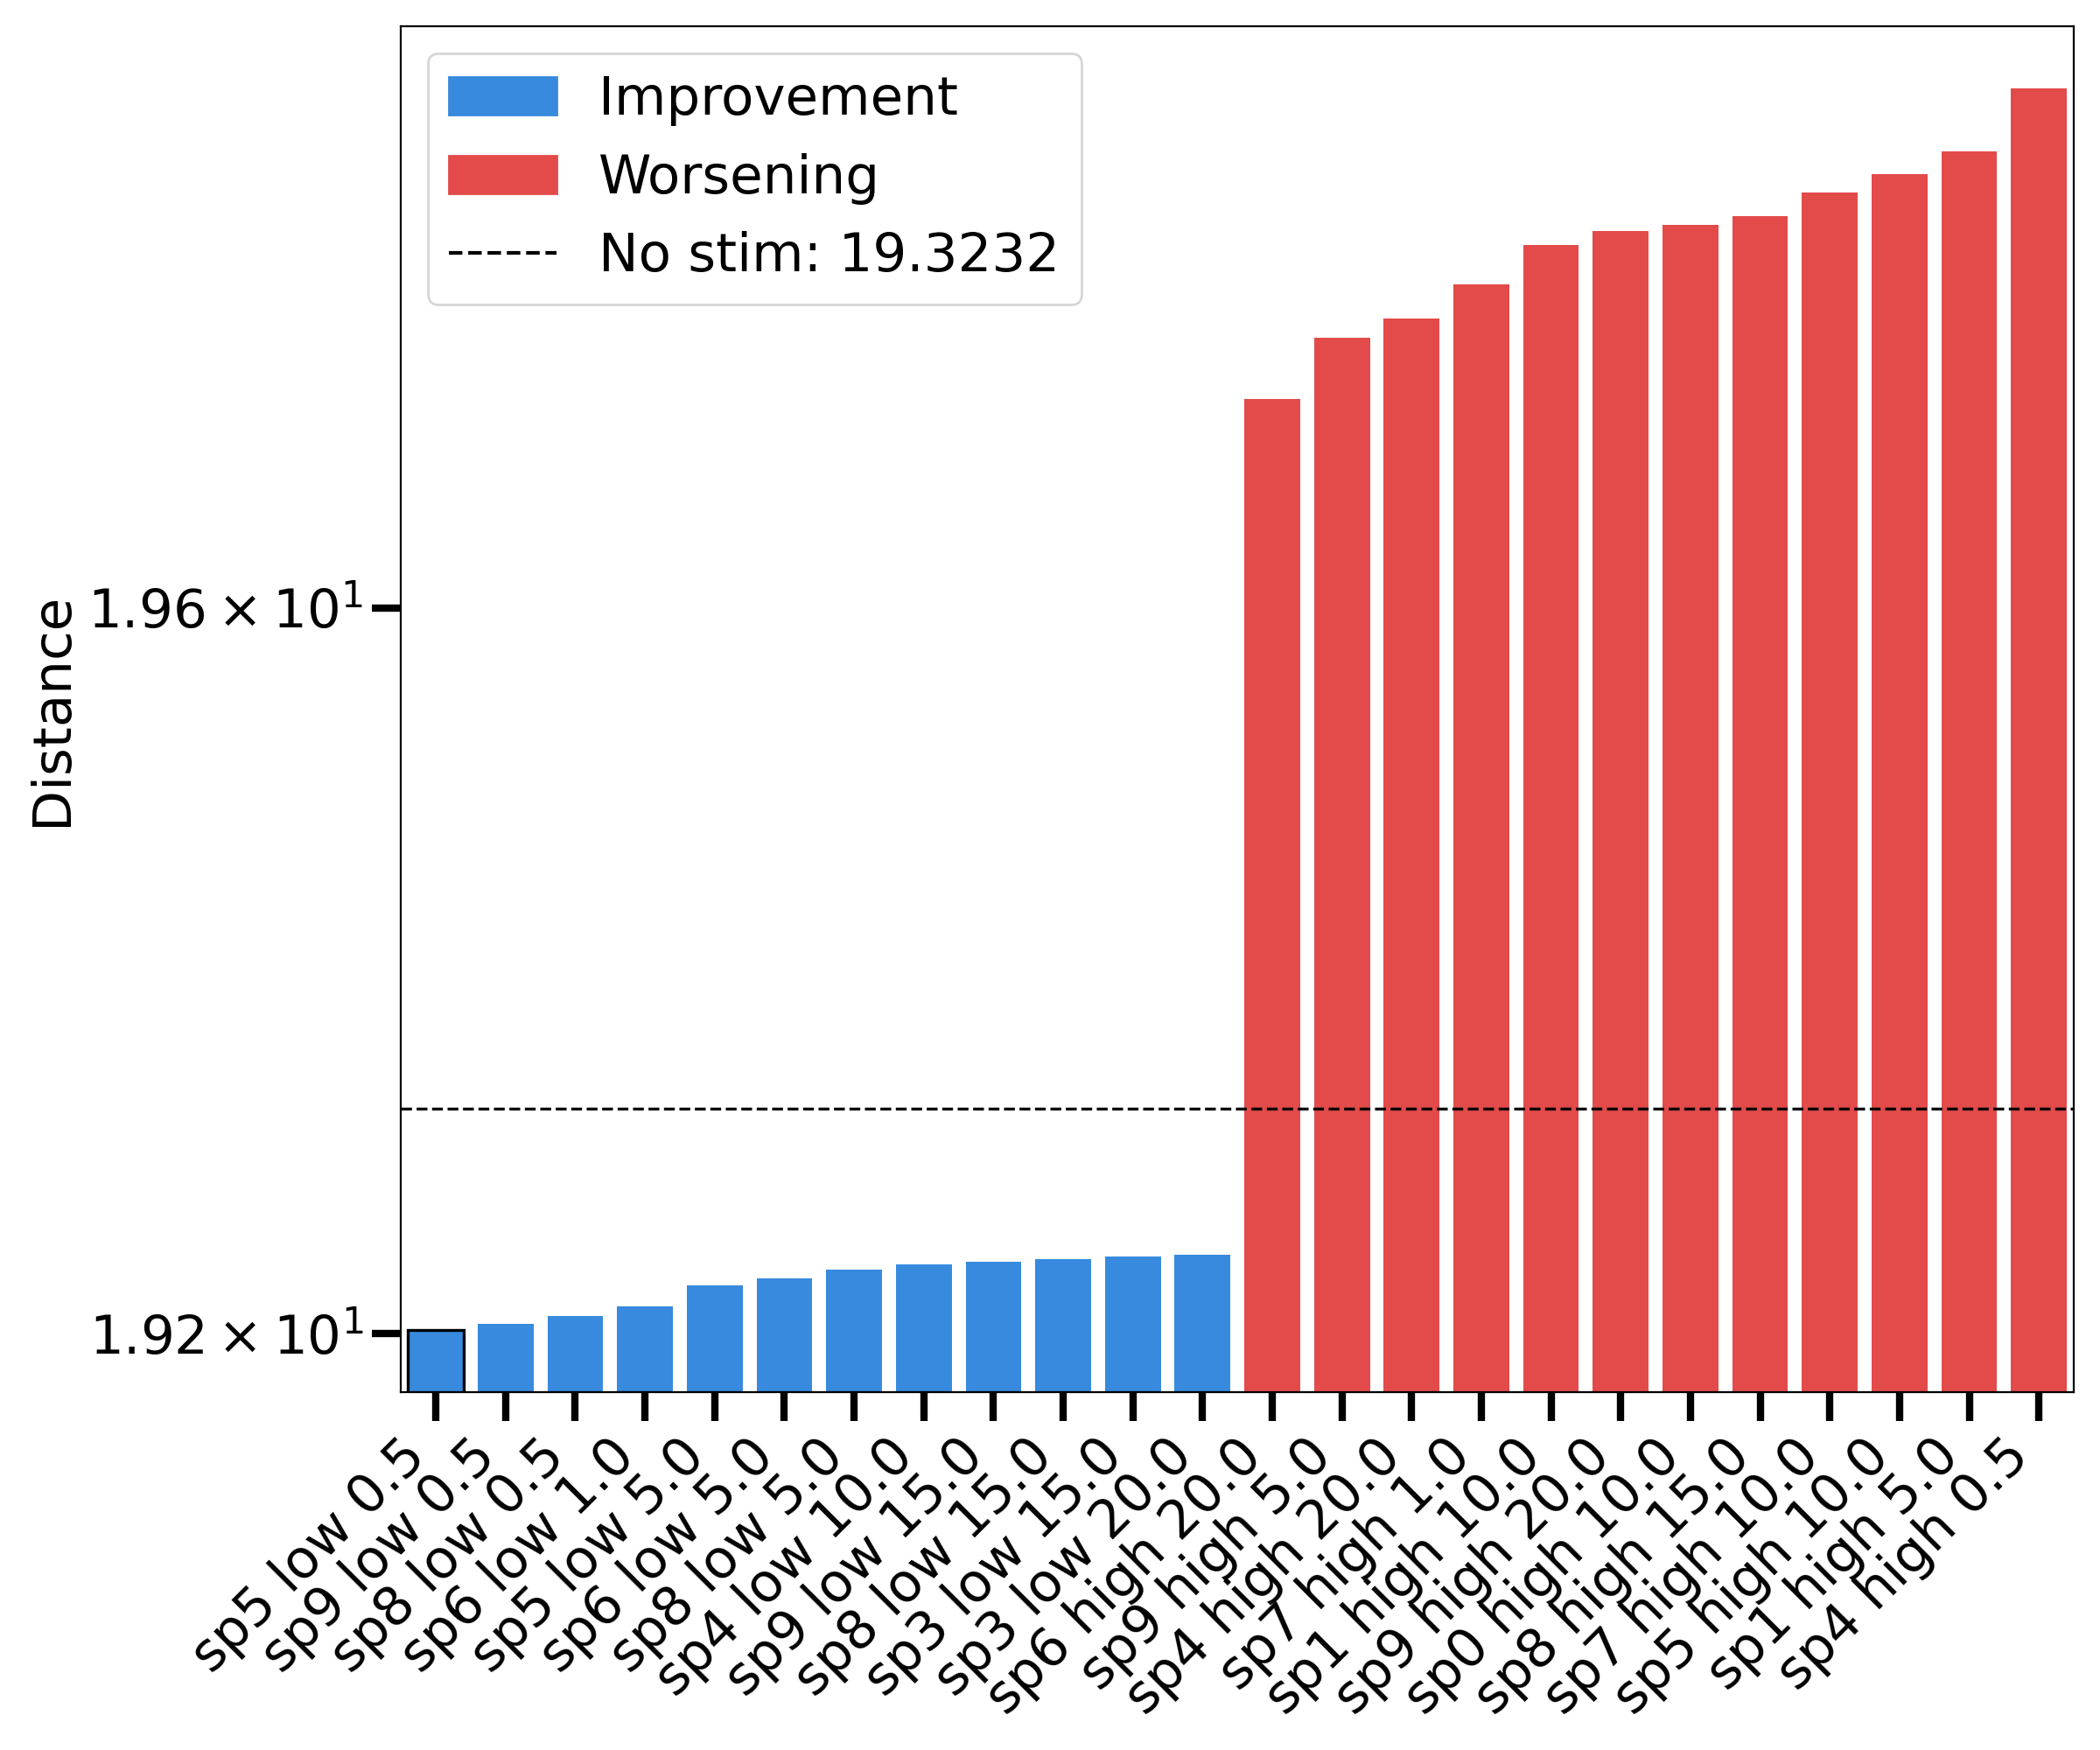 Improvement
Worsening
No stim: 19.3232
Distance
1.96 × 10¹
1.92 × 10¹
sp5 low 0.5
sp9 low 0.5
sp8 low 0.5
sp6 low 1.0
sp5 low 5.0
sp6 low 5.0
sp8 low 5.0
sp4 low 10.0
sp9 low 15.0
sp8 low 15.0
sp3 low 15.0
sp3 low 20.0
sp6 high 20.0
sp9 high 5.0
sp4 high 20.0
sp7 high 1.0
sp1 high 10.0
sp9 high 20.0
sp0 high 10.0
sp8 high 15.0
sp7 high 10.0
sp5 high 10.0
sp1 high 5.0
sp4 high 0.5